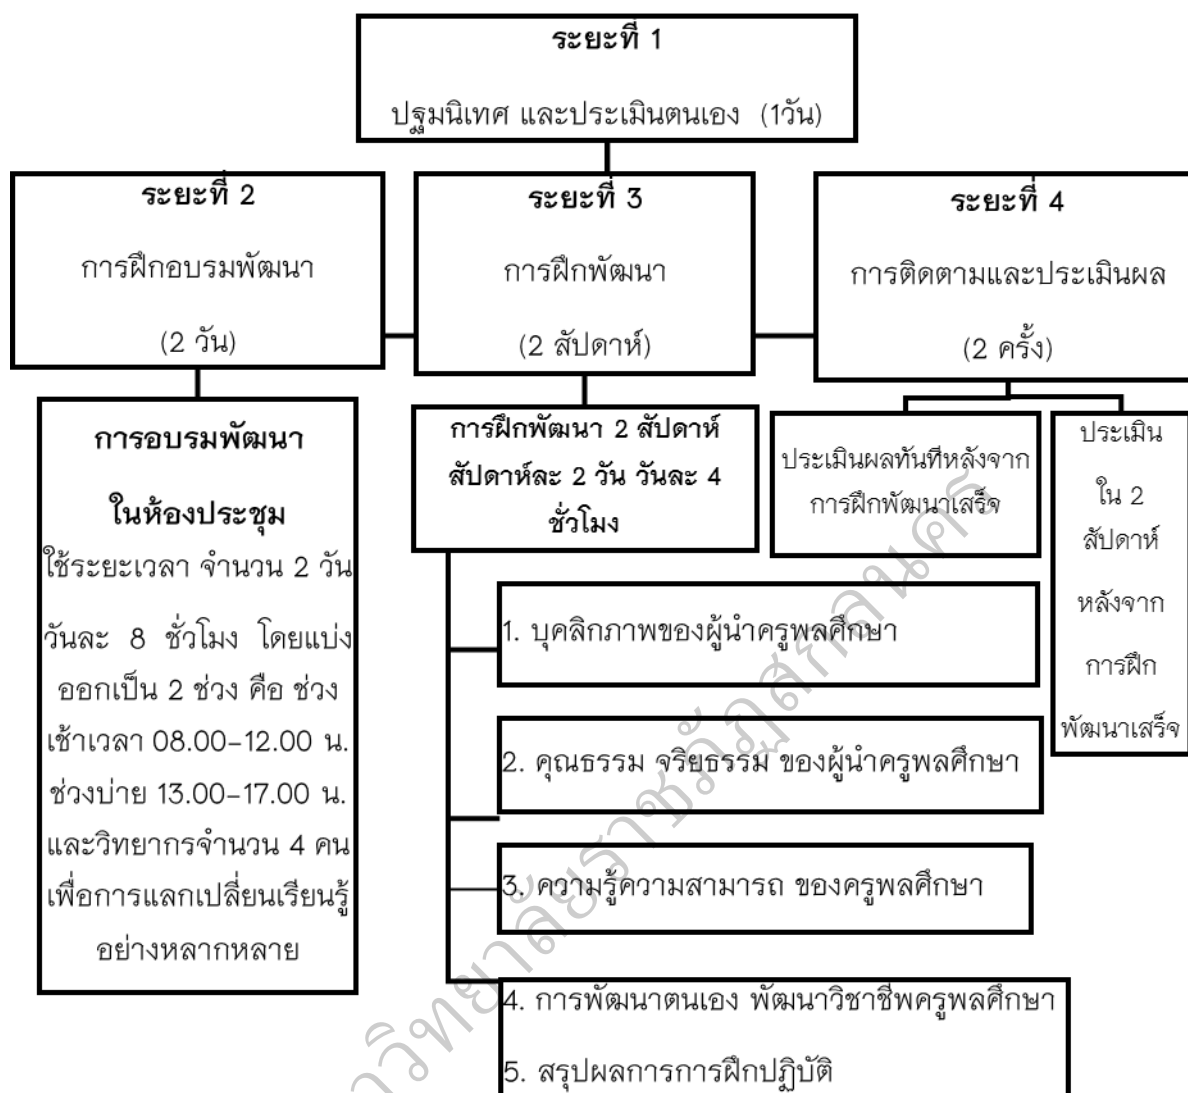 ระยะที่ 1
ปฐมนิเทศ และประเมินตนเอง (1วัน)
ระยะที่ 2
การฝึกอบรมพัฒนา
(2 วัน)
ระยะที่ 3
การฝึกพัฒนา
(2 สัปดาห์)
ระยะที่ 4
การติดตามและประเมินผล
(2 ครั้ง)
การอบรมพัฒนา
ในห้องประชุม
ใช้ระยะเวลา จำนวน 2 วัน
วันละ 8 ชั่วโมง โดยแบ่ง
ออกเป็น 2 ช่วง คือ ช่วง
เช้าเวลา 08.00–12.00 น.
ช่วงบ่าย 13.00–17.00 น.
และวิทยากรจำนวน 4 คน
เพื่อการแลกเปลี่ยนเรียนรู้
อย่างหลากหลาย
การฝึกพัฒนา 2 สัปดาห์
สัปดาห์ละ 2 วัน วันละ 4
ชั่วโมง
ประเมินผลทันทีหลังจาก
การฝึกพัฒนาเสร็จ
ประเมิน
ใน 2
สัปดาห์
หลังจาก
การฝึก
พัฒนาเสร็จ
1. บุคลิกภาพของผู้นำครูพลศึกษา
2. คุณธรรม จริยธรรม ของผู้นำครูพลศึกษา
3. ความรู้ความสามารถ ของครูพลศึกษา
4. การพัฒนาตนเอง พัฒนาวิชาชีพครูพลศึกษา
5. สรุปผลการการฝึกปฏิบัติ
วิทยาลัยราชภัฏสกลนคร